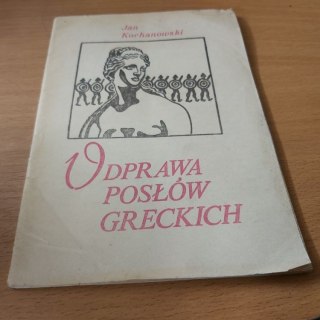 Jan
Kochanowski
ODPRAWA
POSŁÓW
GRECKICH